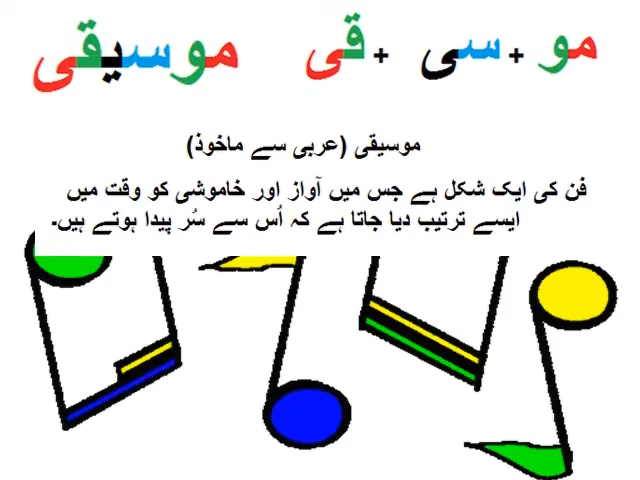 مو + سی + قی موسیقی
موسیقی (عربی سے ماخوذ)
فن کی ایک شکل ہے جس میں آواز اور خاموشی کو وقت میں
ایسے ترتیب دیا جاتا ہے کہ اُس سے سُر پیدا ہوتے ہیں۔